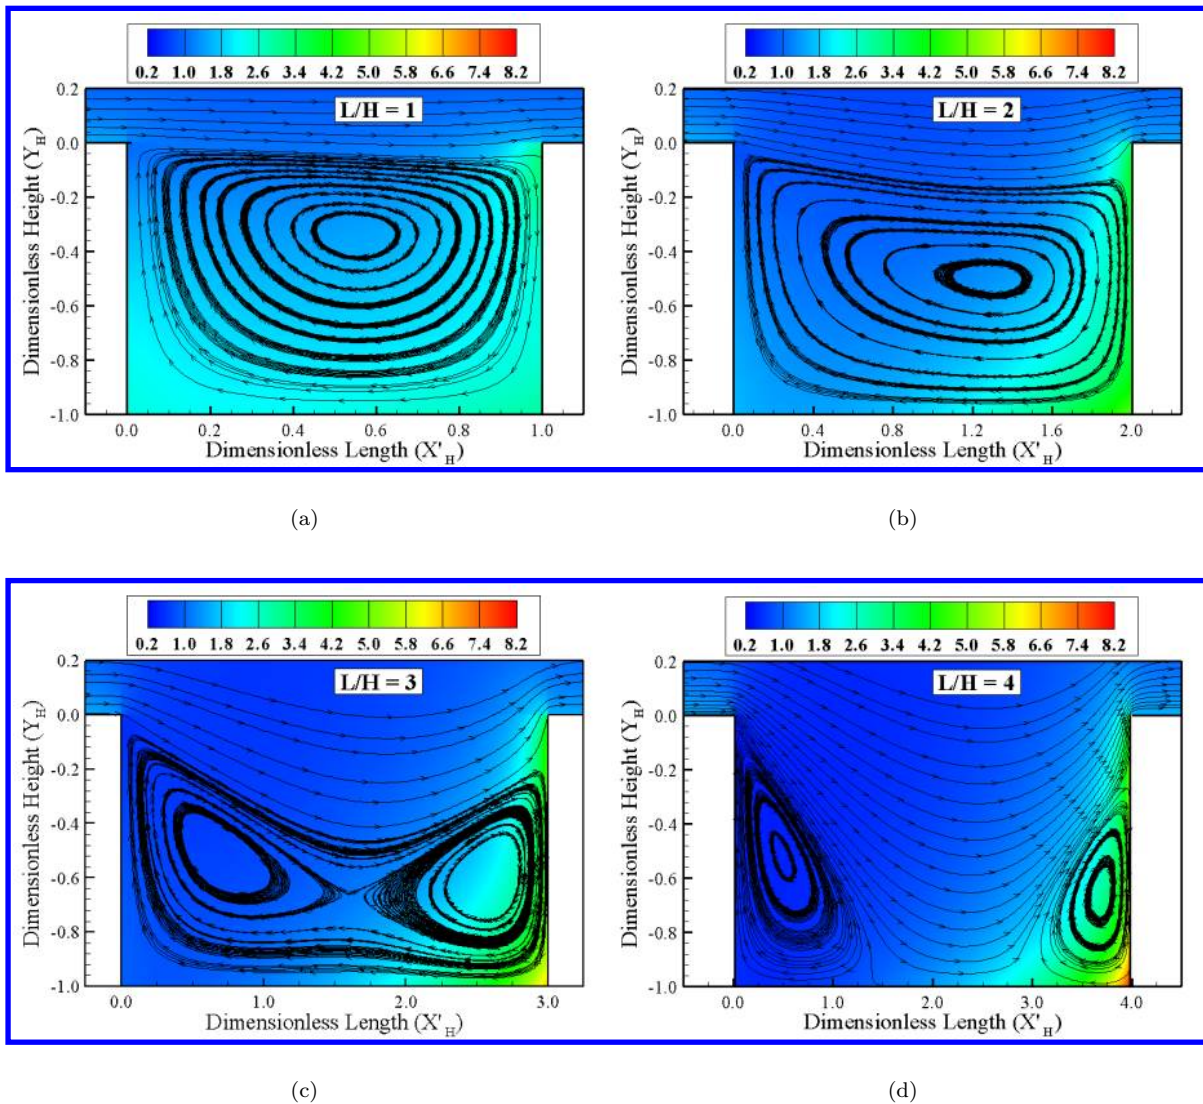 0.2 1.0 1.8 2.6 3.4 4.2 5.0 5.8 6.6 7.4 8.2
L/H = 1
Dimensionless Height (Y_H)
0.2
0.0
-0.2
-0.4
-0.6
-0.8
-1.0
0.0 0.2 0.4 0.6 0.8 1.0
Dimensionless Length (X'_H)
(a)
0.2 1.0 1.8 2.6 3.4 4.2 5.0 5.8 6.6 7.4 8.2
L/H = 2
Dimensionless Height (Y_H)
0.2
0.0
-0.2
-0.4
-0.6
-0.8
-1.0
0.0 0.4 0.8 1.2 1.6 2.0
Dimensionless Length (X'_H)
(b)
0.2 1.0 1.8 2.6 3.4 4.2 5.0 5.8 6.6 7.4 8.2
L/H = 3
Dimensionless Height (Y_H)
0.2
0.0
-0.2
-0.4
-0.6
-0.8
-1.0
0.0 1.0 2.0 3.0
Dimensionless Length (X'_H)
(c)
0.2 1.0 1.8 2.6 3.4 4.2 5.0 5.8 6.6 7.4 8.2
L/H = 4
Dimensionless Height (Y_H)
0.2
0.0
-0.2
-0.4
-0.6
-0.8
-1.0
0.0 1.0 2.0 3.0 4.0
Dimensionless Length (X'_H)
(d)